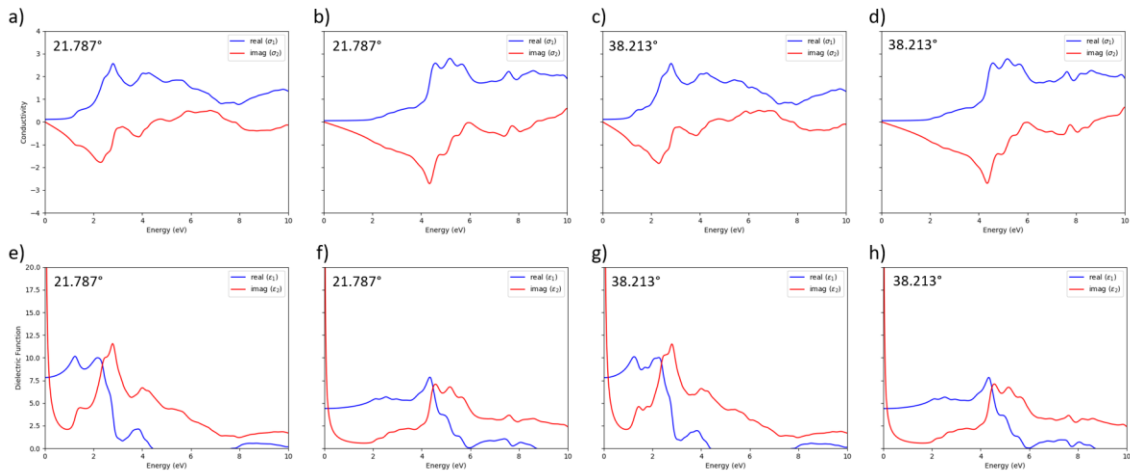 a)
b)
c)
d)
21.787°
real (σ₁)
imag (σ₂)
21.787°
real (σ₁)
imag (σ₂)
38.213°
real (σ₁)
imag (σ₂)
38.213°
real (σ₁)
imag (σ₂)
Conductivity
4
3
2
1
0
−1
−2
−3
−4
0 2 4 6 8 10
0 2 4 6 8 10
0 2 4 6 8 10
0 2 4 6 8 10
Energy (eV)
Energy (eV)
Energy (eV)
Energy (eV)
e)
f)
g)
h)
21.787°
real (ε₁)
imag (ε₂)
21.787°
real (ε₁)
imag (ε₂)
38.213°
real (ε₁)
imag (ε₂)
38.213°
real (ε₁)
imag (ε₂)
Dielectric Function
20.0
17.5
15.0
12.5
10.0
7.5
5.0
2.5
0.0
0 2 4 6 8 10
0 2 4 6 8 10
0 2 4 6 8 10
0 2 4 6 8 10
Energy (eV)
Energy (eV)
Energy (eV)
Energy (eV)